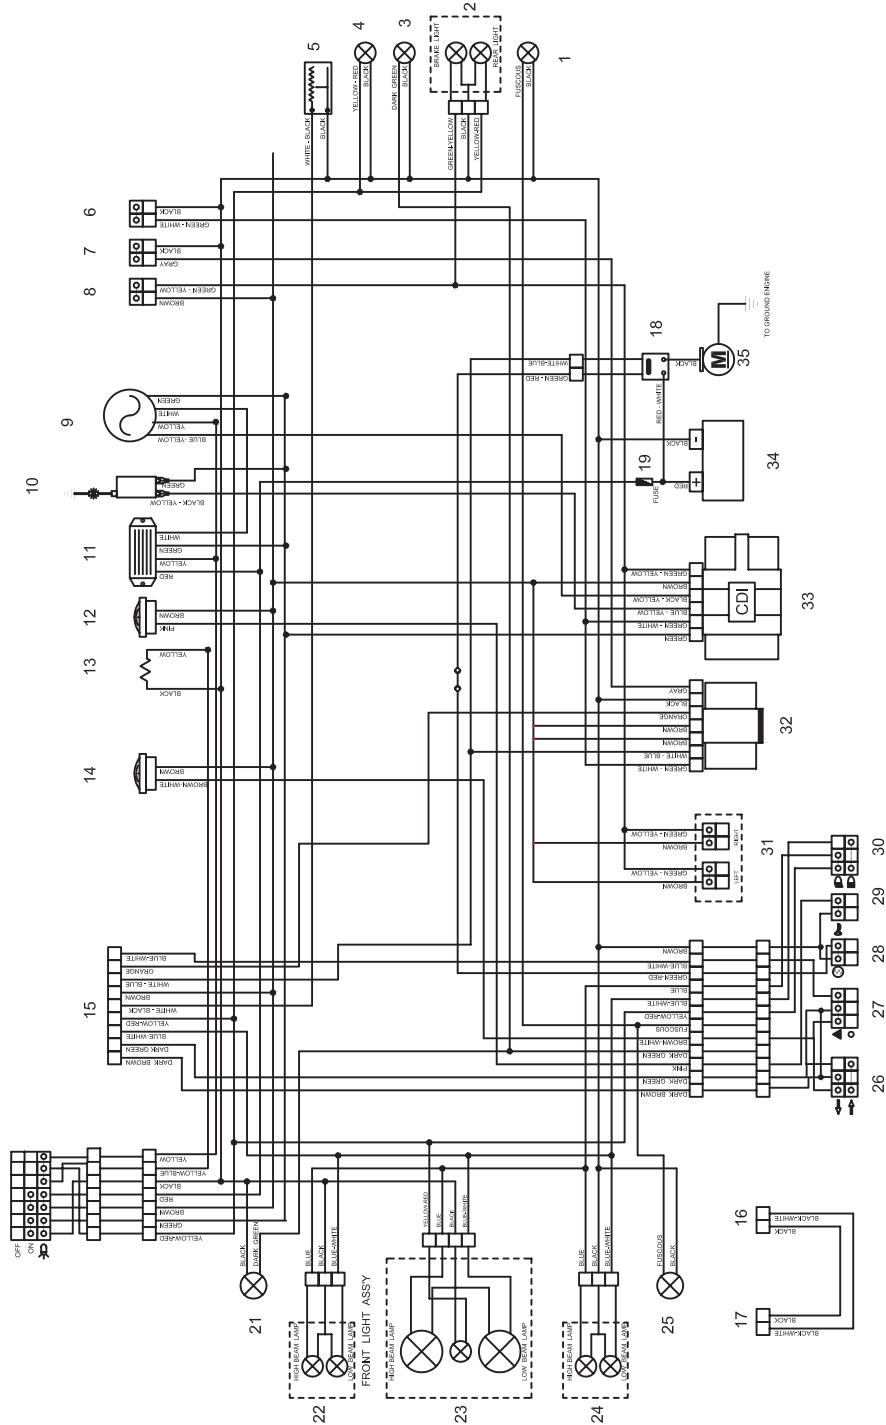 1
2
3
4
5
BRAKE LIGHT
REAR LIGHT
WHITE - BLACK
BLACK
YELLOW - RED
BLACK
DARK GREEN
BLACK
GREEN-YELLOW
BLACK
YELLOW-RED
FUSCOUS
BLACK
6
BLACK
GREEN - WHITE
7
BLACK
GRAY
8
GREEN - YELLOW
BROWN
9
GREEN
WHITE
YELLOW
BLUE -YELLOW
10
GREEN
BLACK - YELLOW
11
WHITE
GREEN
YELLOW
RED
12
BROWN
PINK
13
YELLOW
BLACK
14
BROWN
BROWN-WHITE
15
BLUE-WHITE
ORANGE
WHITE - BLUE
BROWN
WHITE - BLACK
YELLOW-RED
BLUE-WHITE
DARK GREEN
DARK BROWN
OFF
ON
YELLOW
YELLOW-BLUE
BLACK
RED
BROWN
GREEN
YELLOW-RED
18
WHITE-BLUE
GREEN - RED
BLACK
RED - WHITE
M
35
TO GROUND ENGINE
19
FUSE
34
BLACK
-
RED
+
33
CDI
GREEN - YELLOW
BROWN
BLACK - YELLOW
BLUE - YELLOW
GREEN - WHITE
GREEN
32
GRAY
BLACK
ORANGE
BROWN
BROWN
WHITE - BLUE
GREEN - WHITE
31
GREEN - YELLOW
BROWN
RIGHT
GREEN - YELLOW
BROWN
LEFT
30
29
28
27
26
BROWN
BLUE-WHITE
GREEN-RED
BLUE
BLUE-WHITE
YELLOW-RED
FUSCOUS
BROWN-WHITE
DARK GREEN
PINK
DARK GREEN
DARK BROWN
21
BLACK
DARK GREEN
22
BLUE
BLACK
BLUE-WHITE
HIGH BEAM LAMP
LOW BEAM LAMP
FRONT LIGHT ASS'Y
23
YELLOW-RED
BLUE
BLACK
BLUE-WHITE
HIGH BEAM LAMP
LOW BEAM LAMP
24
BLUE
BLACK
BLUE-WHITE
HIGH BEAM LAMP
LOW BEAM LAMP
25
FUSCOUS
BLACK
16
BLACK-WHITE
BLACK
17
BLACK
BLACK-WHITE